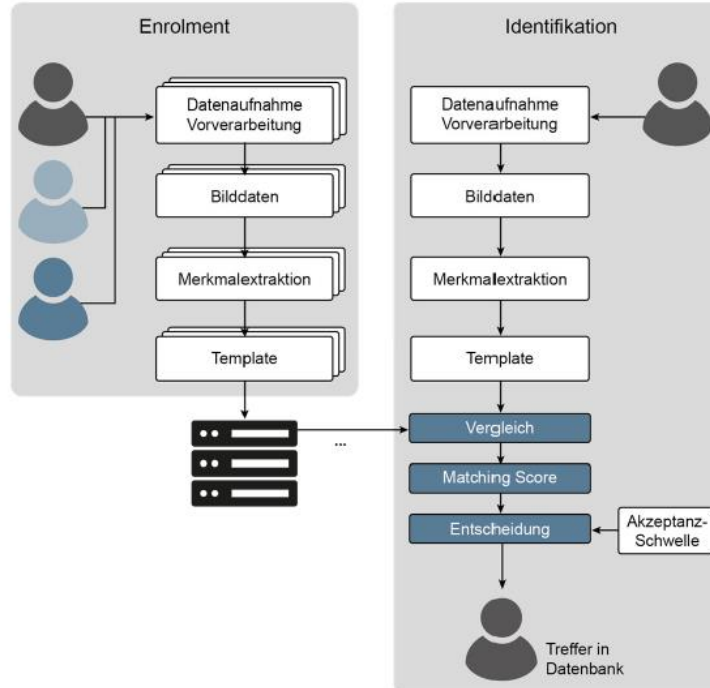 Enrolment
Datenaufnahme
Vorverarbeitung
Bilddaten
Merkmalextraktion
Template
...
Identifikation
Datenaufnahme
Vorverarbeitung
Bilddaten
Merkmalextraktion
Template
Vergleich
Matching Score
Entscheidung
Akzeptanz-
Schwelle
Treffer in
Datenbank